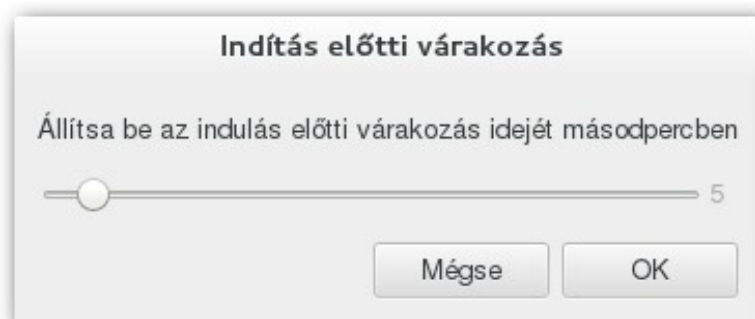 Indítás előtti várakozás
Állítsa be az indulás előtti várakozás idejét másodpercben
5
Mégse OK